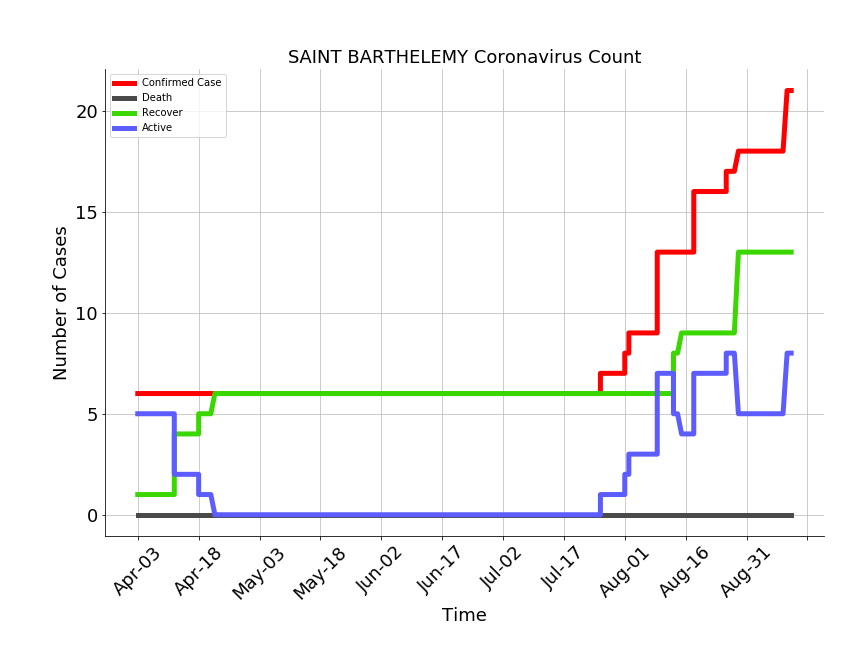 SAINT BARTHELEMY Coronavirus Count
Confirmed Case
Death
Recover
Active
Number of Cases
20
15
10
5
0
Apr-03
Apr-18
May-03
May-18
Jun-02
Jun-17
Jul-02
Jul-17
Aug-01
Aug-16
Aug-31
Time